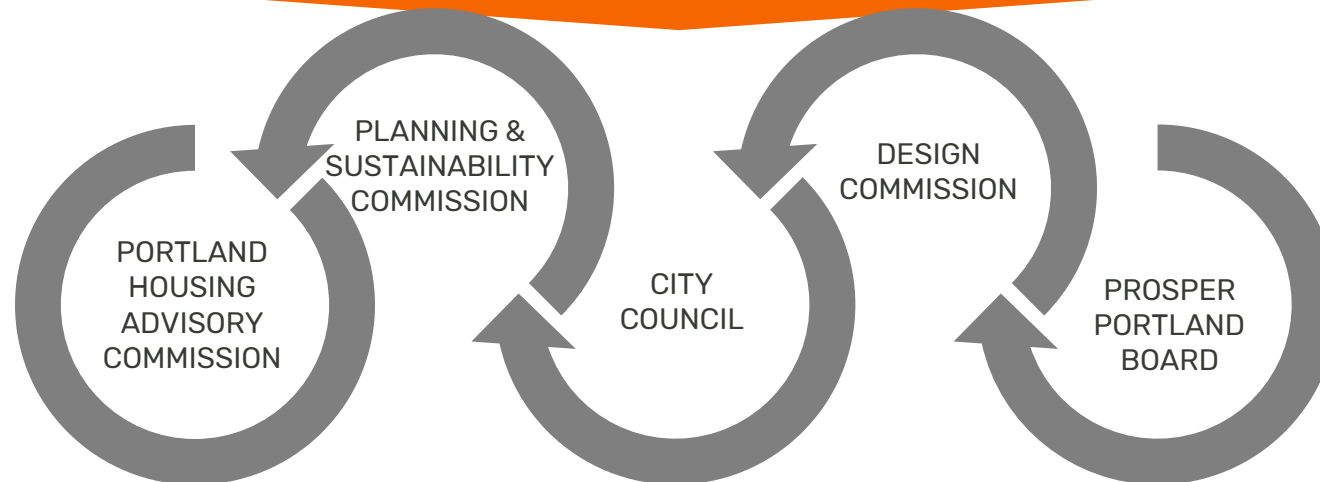 PORTLAND
HOUSING
ADVISORY
COMMISSION
PLANNING &
SUSTAINABILITY
COMMISSION
CITY
COUNCIL
DESIGN
COMMISSION
PROSPER
PORTLAND
BOARD